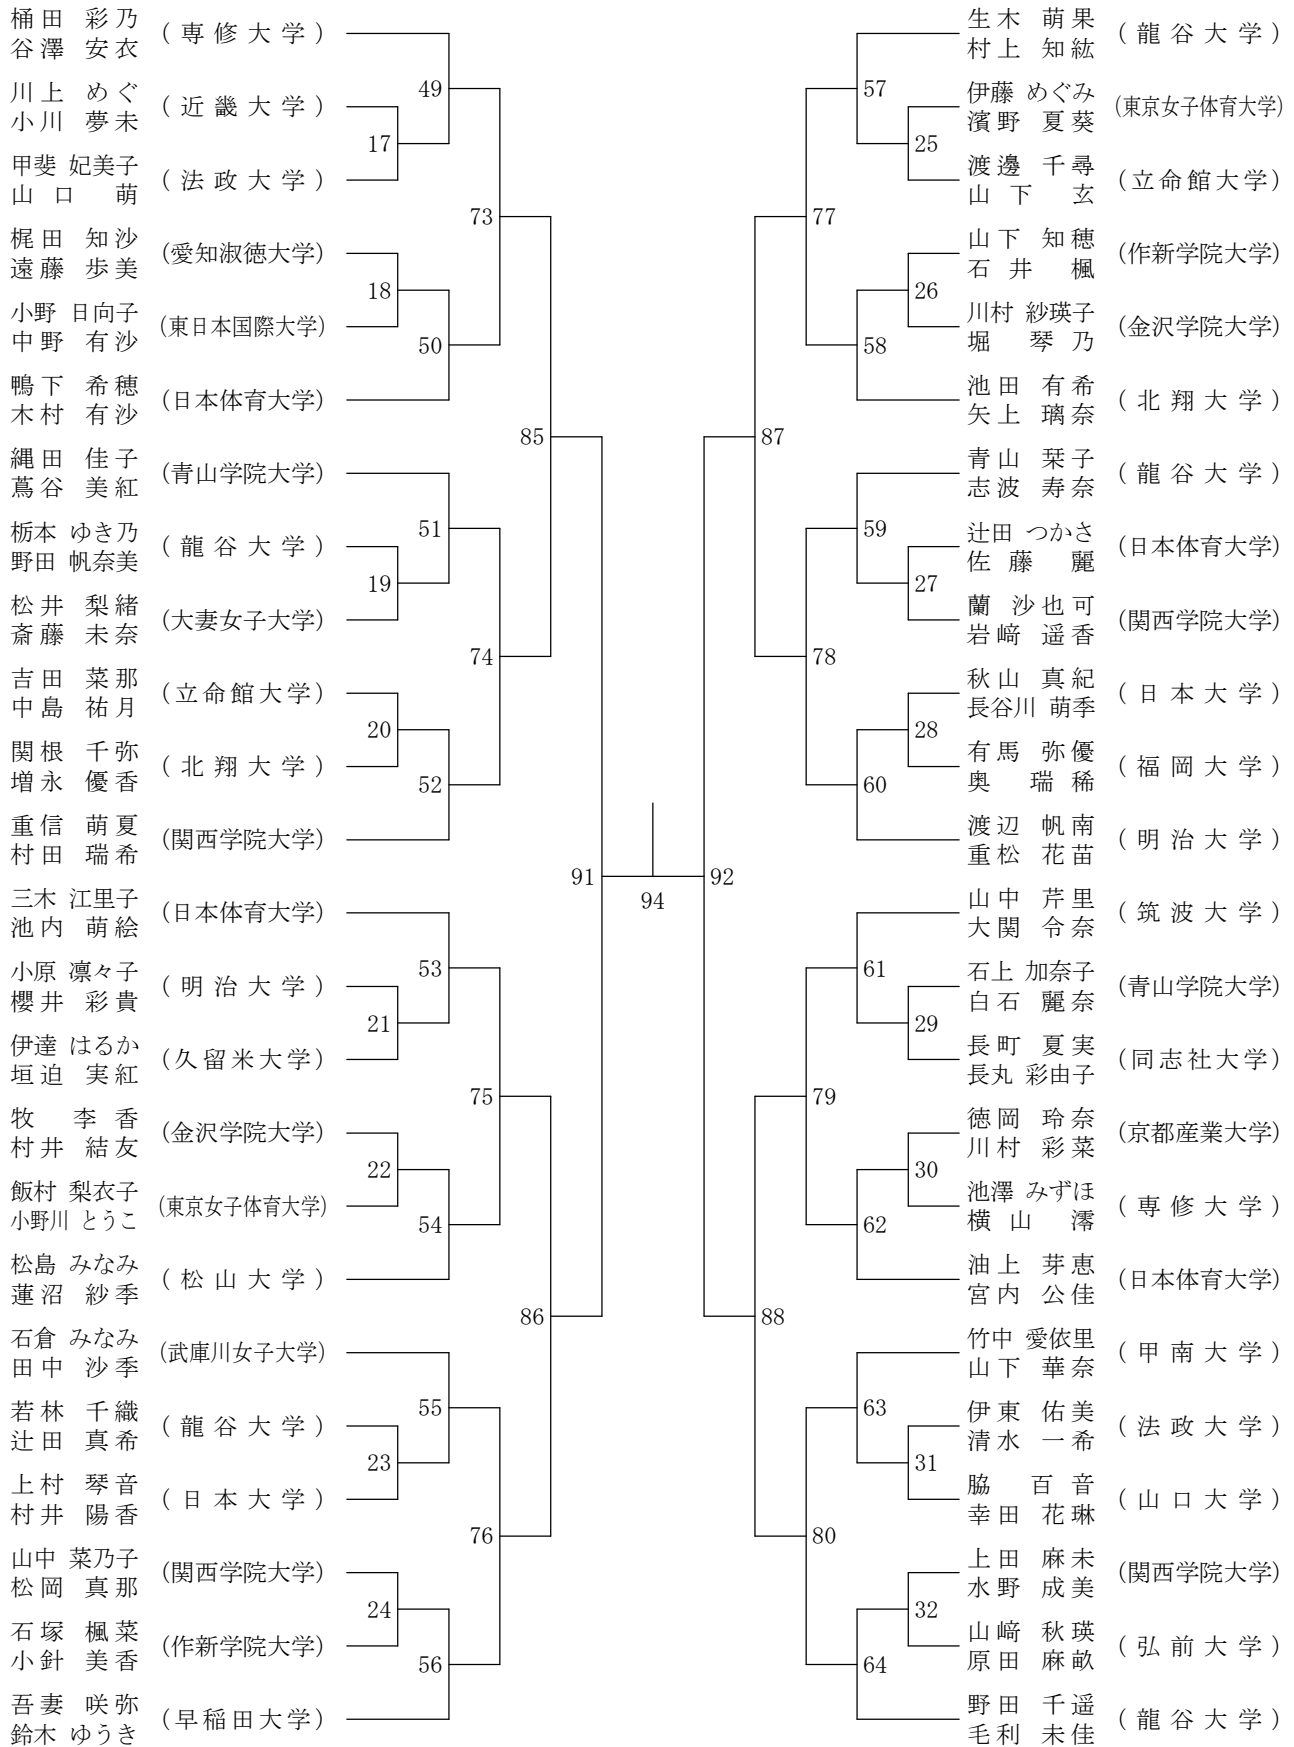 桶田 彩乃
谷澤 安衣
(専修大学)
川上 めぐ
小川 夢未
(近畿大学)
甲斐 妃美子
山口 萌
(法政大学)
梶田 知沙
遠藤 歩美
(愛知淑徳大学)
小野 日向子
中野 有沙
(東日本国際大学)
鴨下 希穂
木村 有沙
(日本体育大学)
縄田 佳子
蔦谷 美紅
(青山学院大学)
栃本 ゆき乃
野田 帆奈美
(龍谷大学)
松井 梨緒
斎藤 未奈
(大妻女子大学)
吉田 菜那
中島 祐月
(立命館大学)
関根 千弥
増永 優香
(北翔大学)
重信 萌夏
村田 瑞希
(関西学院大学)
三木 江里子
池内 萌絵
(日本体育大学)
小原 凛々子
櫻井 彩貴
(明治大学)
伊達 はるか
垣迫 実紅
(久留米大学)
牧 李香
村井 結友
(金沢学院大学)
飯村 梨衣子
小野川 とうこ
(東京女子体育大学)
松島 みなみ
蓮沼 紗季
(松山大学)
石倉 みなみ
田中 沙季
(武庫川女子大学)
若林 千織
辻田 真希
(龍谷大学)
上村 琴音
村井 陽香
(日本大学)
山中 菜乃子
松岡 真那
(関西学院大学)
石塚 楓菜
小針 美香
(作新学院大学)
吾妻 咲弥
鈴木 ゆうき
(早稲田大学)
49
17
73
18
50
85
51
19
74
20
52
91
53
21
75
22
54
86
55
23
76
24
56
94
92
57
25
77
26
58
87
59
27
78
28
60
61
29
79
30
62
88
63
31
80
32
64
生木 萌果
村上 知紘
(龍谷大学)
伊藤 めぐみ
濱野 夏葵
(東京女子体育大学)
渡邊 千尋
山下 玄
(立命館大学)
山下 知穂
石井 楓
(作新学院大学)
川村 紗瑛子
堀 琴乃
(金沢学院大学)
池田 有希
矢上 璃奈
(北翔大学)
青山 栞子
志波 寿奈
(龍谷大学)
辻田 つかさ
佐藤 麗
(日本体育大学)
蘭 沙也可
岩﨑 遥香
(関西学院大学)
秋山 真紀
長谷川 萌季
(日本大学)
有馬 弥優
奥 瑞稀
(福岡大学)
渡辺 帆南
重松 花苗
(明治大学)
山中 芹里
大関 令奈
(筑波大学)
石上 加奈子
白石 麗奈
(青山学院大学)
長町 夏実
長丸 彩由子
(同志社大学)
徳岡 玲奈
川村 彩菜
(京都産業大学)
池澤 みずほ
横山 澪
(専修大学)
油上 芽恵
宮内 公佳
(日本体育大学)
竹中 愛依里
山下 華奈
(甲南大学)
伊東 佑美
清水 一希
(法政大学)
脇 百音
幸田 花琳
(山口大学)
上田 麻未
水野 成美
(関西学院大学)
山﨑 秋瑛
原田 麻畝
(弘前大学)
野田 千遥
毛利 未佳
(龍谷大学)